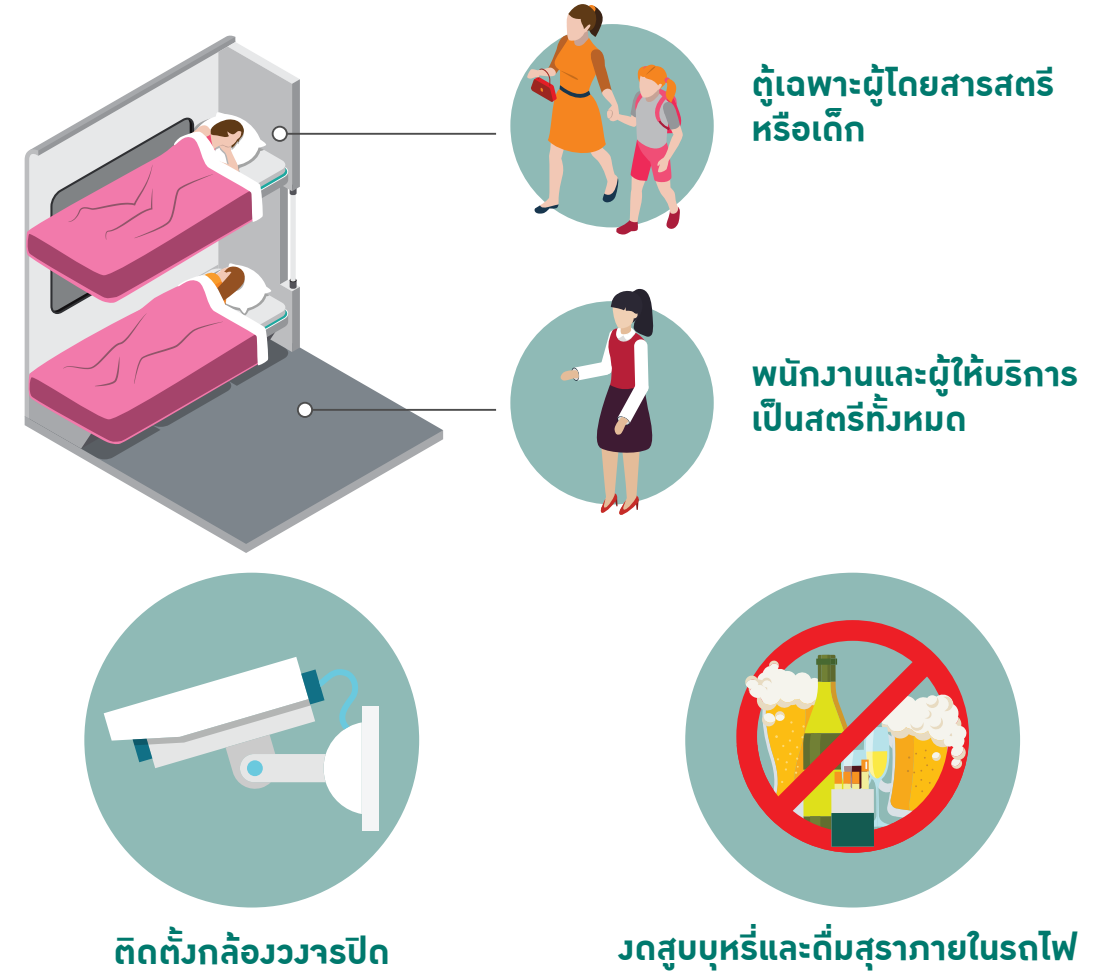 ตู้เฉพาะผู้โดยสารสตรี
หรือเด็ก
พนักงานและผู้ให้บริการ
เป็นสตรีทั้งหมด
ติดตั้งกล้องวงจรปิด
งดสูบบุหรี่และดื่มสุราภายในรถไฟ